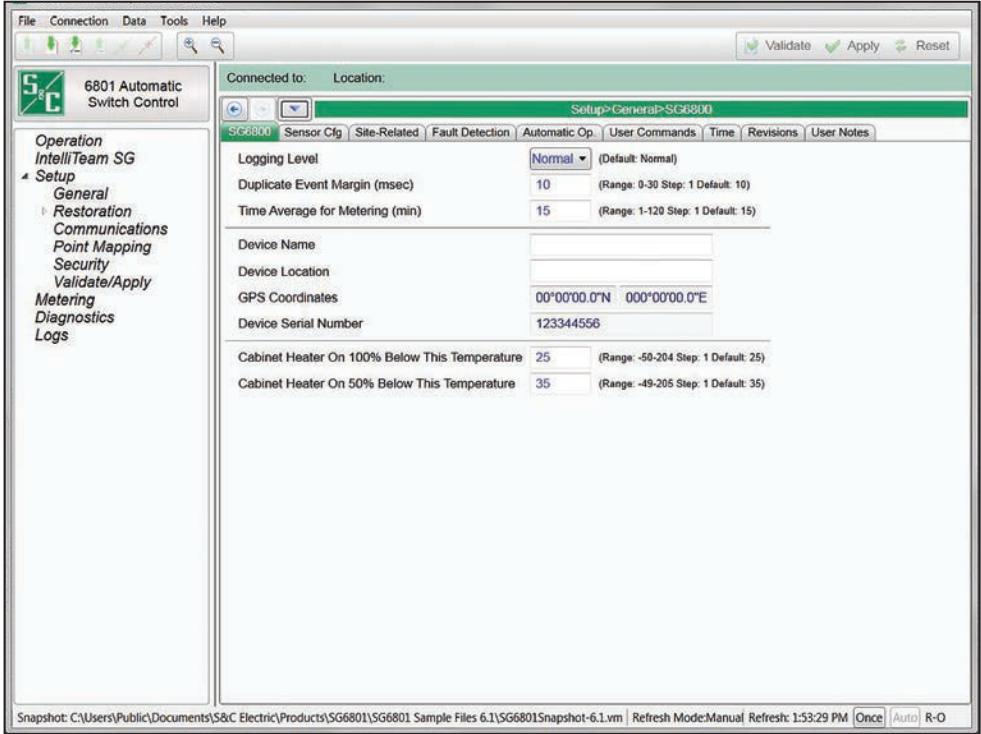 File Connection Data Tools Help
Validate Apply Reset
S&C
6801 Automatic
Switch Control
Connected to: Location:
Setup>General>SG6800
SG6800 Sensor Cfg Site-Related Fault Detection Automatic Op. User Commands Time Revisions User Notes
Operation
IntelliTeam SG
Setup
General
Restoration
Communications
Point Mapping
Security
Validate/Apply
Metering
Diagnostics
Logs
Logging Level Normal (Default: Normal)
Duplicate Event Margin (msec) 10 (Range: 0-30 Step: 1 Default: 10)
Time Average for Metering (min) 15 (Range: 1-120 Step: 1 Default: 15)
Device Name
Device Location
GPS Coordinates 00°00'00.0"N 000°00'00.0"E
Device Serial Number 123344556
Cabinet Heater On 100% Below This Temperature 25 (Range: -50-204 Step: 1 Default: 25)
Cabinet Heater On 50% Below This Temperature 35 (Range: -49-205 Step: 1 Default: 35)
Snapshot: C:\Users\Public\Documents\S&C Electric\Products\SG6801\SG6801 Sample Files 6.1\SG6801Snapshot-6.1.vm Refresh Mode:Manual Refresh: 1:53:29 PM Once Auto R-O